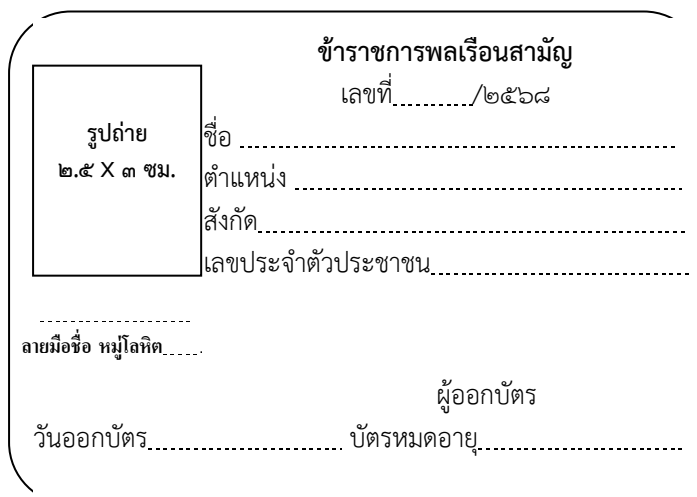 ข้าราชการพลเรือนสามัญ
เลขที่........../๒๕๖๘
รูปถ่าย
๒.๕ X ๓ ซม.
ชื่อ ............................................................
ตำแหน่ง ....................................................
สังกัด..........................................................
เลขประจำตัวประชาชน...................................
......................
ลายมือชื่อ หมู่โลหิต......
ผู้ออกบัตร
วันออกบัตร........................... บัตรหมดอายุ............................